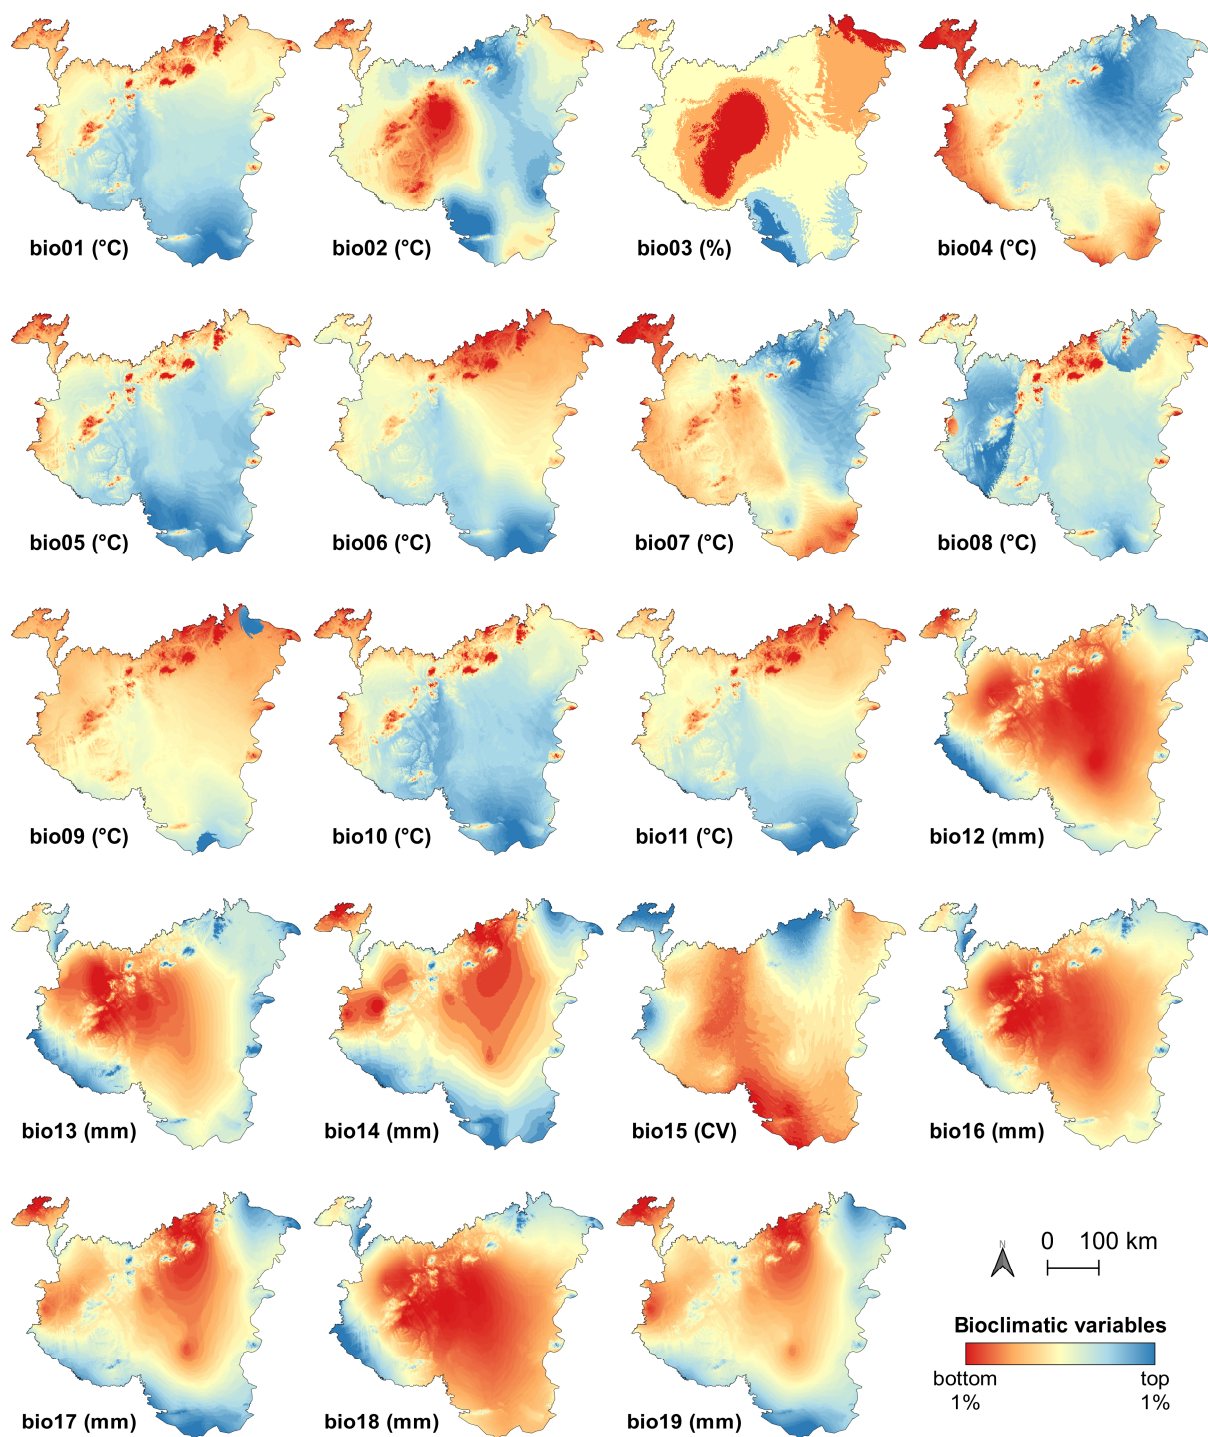 bio01 (°C)
bio02 (°C)
bio03 (%)
bio04 (°C)
bio05 (°C)
bio06 (°C)
bio07 (°C)
bio08 (°C)
bio09 (°C)
bio10 (°C)
bio11 (°C)
bio12 (mm)
bio13 (mm)
bio14 (mm)
bio15 (CV)
bio16 (mm)
bio17 (mm)
bio18 (mm)
bio19 (mm)
N
0 100 km
Bioclimatic variables
bottom top
1% 1%